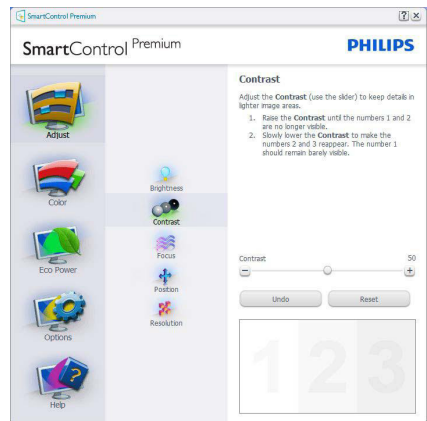 SmartControl Premium
SmartControl Premium
PHILIPS
Adjust
Color
Eco Power
Options
Help
Brightness
Contrast
Focus
Position
Resolution
Contrast
Adjust the Contrast (use the slider) to keep details in
lighter image areas.
1. Raise the Contrast until the numbers 1 and 2
are no longer visible.
2. Slowly lower the Contrast to make the
numbers 2 and 3 reappear. The number 1
should remain barely visible.
Contrast 50
Undo Reset
1 2 3